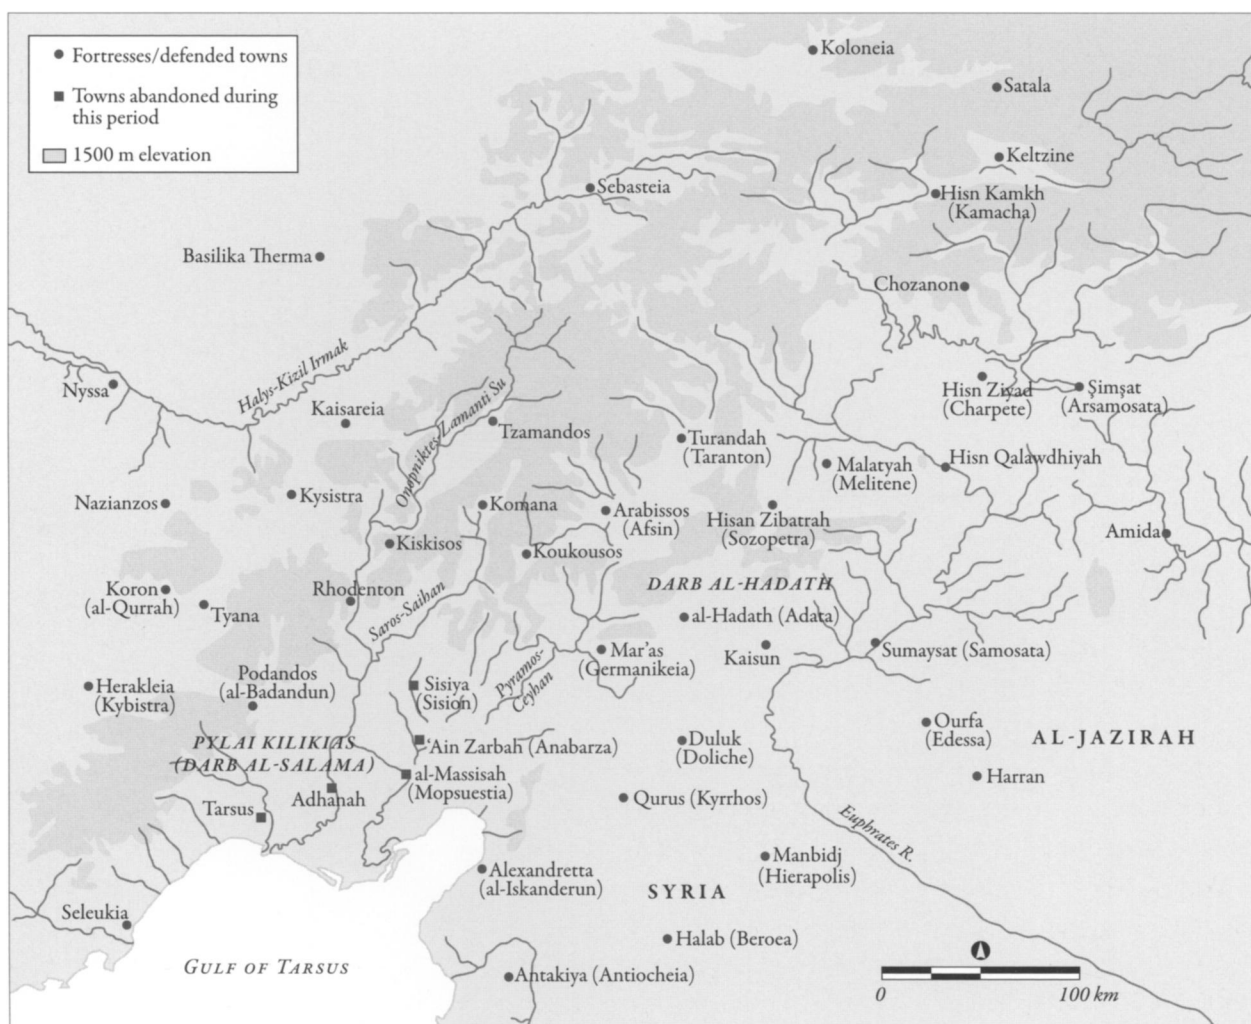 Fortresses/defended towns
Towns abandoned during
this period
1500 m elevation
Koloneia
Satala
Keltzine
Sebasteia
Hisn Kamkh
(Kamacha)
Basilika Therma
Chozanon
Halys-Kizil Irmak
Nyssa
Kaisareia
Onopniktes-Zamanti Su
Hisn Ziyad
(Charpete)
Şimşat
(Arsamosata)
Tzamandos
Turandah
(Taranton)
Malatyah
(Melitene)
Hisn Qalawdhiyah
Nazianzos
Kysistra
Komana
Arabissos
(Afsin)
Hisan Zibatrah
(Sozopetra)
Amida
Kiskisos
Koukousos
Koron
(al-Qurrah)
Tyana
Rhodenton
Saros-Saihan
DARB AL-HADATH
al-Hadath (Adata)
Mar'as
(Germanikeia)
Kaisun
Sumaysat (Samosata)
Herakleia
(Kybistra)
Podandos
(al-Badandun)
Sisiya
(Sision)
Pyramos-
Ceyhan
Ourfa
(Edessa)
AL-JAZIRAH
PYLAI KILIKIAS
(DARB AL-SALAMA)
'Ain Zarbah (Anabarza)
Duluk
(Doliche)
al-Massisah
(Mopsuestia)
Harran
Tarsus
Adhanah
Qurus (Kyrrhos)
Euphrates R.
Alexandretta
(al-Iskanderun)
Manbidj
(Hierapolis)
SYRIA
Seleukia
Halab (Beroea)
GULF OF TARSUS
Antakiya (Antiocheia)
0
100 km